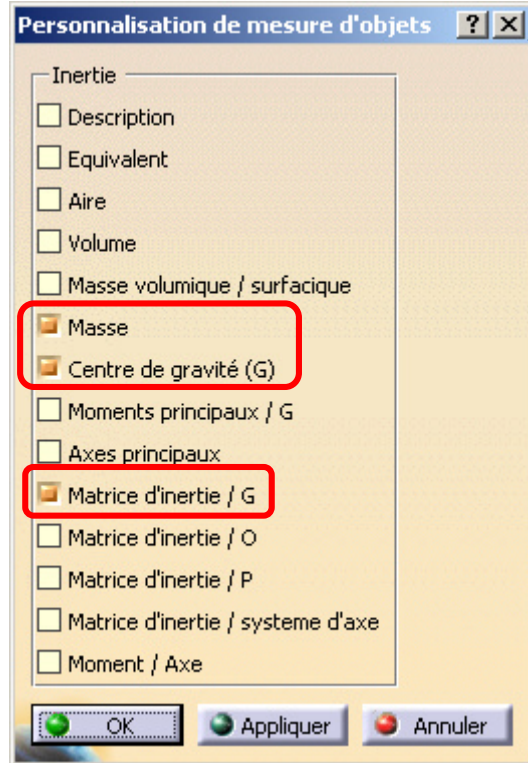 Personnalisation de mesure d'objets
Inertie
Description
Equivalent
Aire
Volume
Masse volumique / surfacique
Masse
Centre de gravité (G)
Moments principaux / G
Axes principaux
Matrice d'inertie / G
Matrice d'inertie / O
Matrice d'inertie / P
Matrice d'inertie / systeme d'axe
Moment / Axe
OK Appliquer Annuler